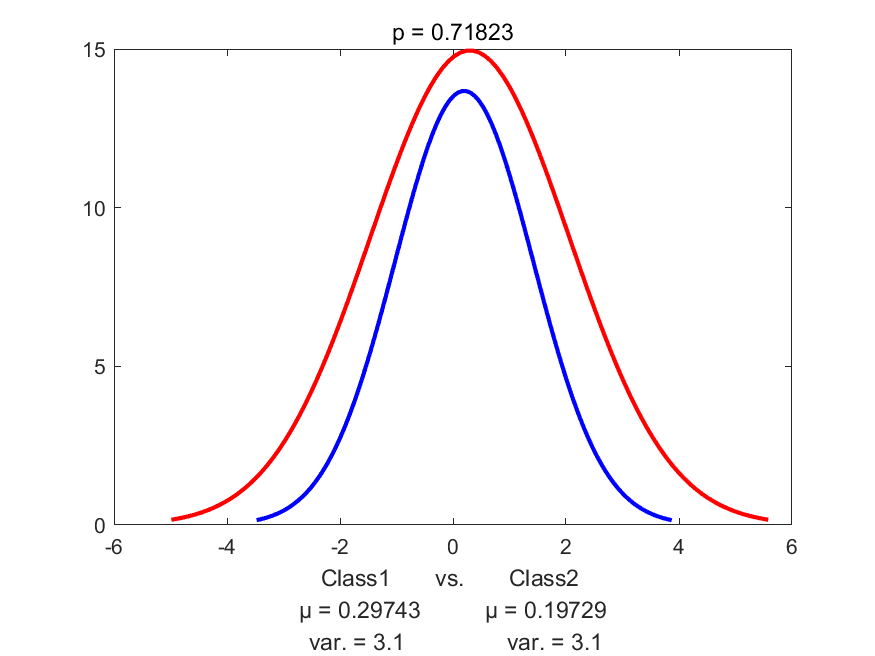 p = 0.71823
15
10
5
0
-6 -4 -2 0 2 4 6
Class1 vs. Class2
μ = 0.29743 μ = 0.19729
var. = 3.1 var. = 3.1